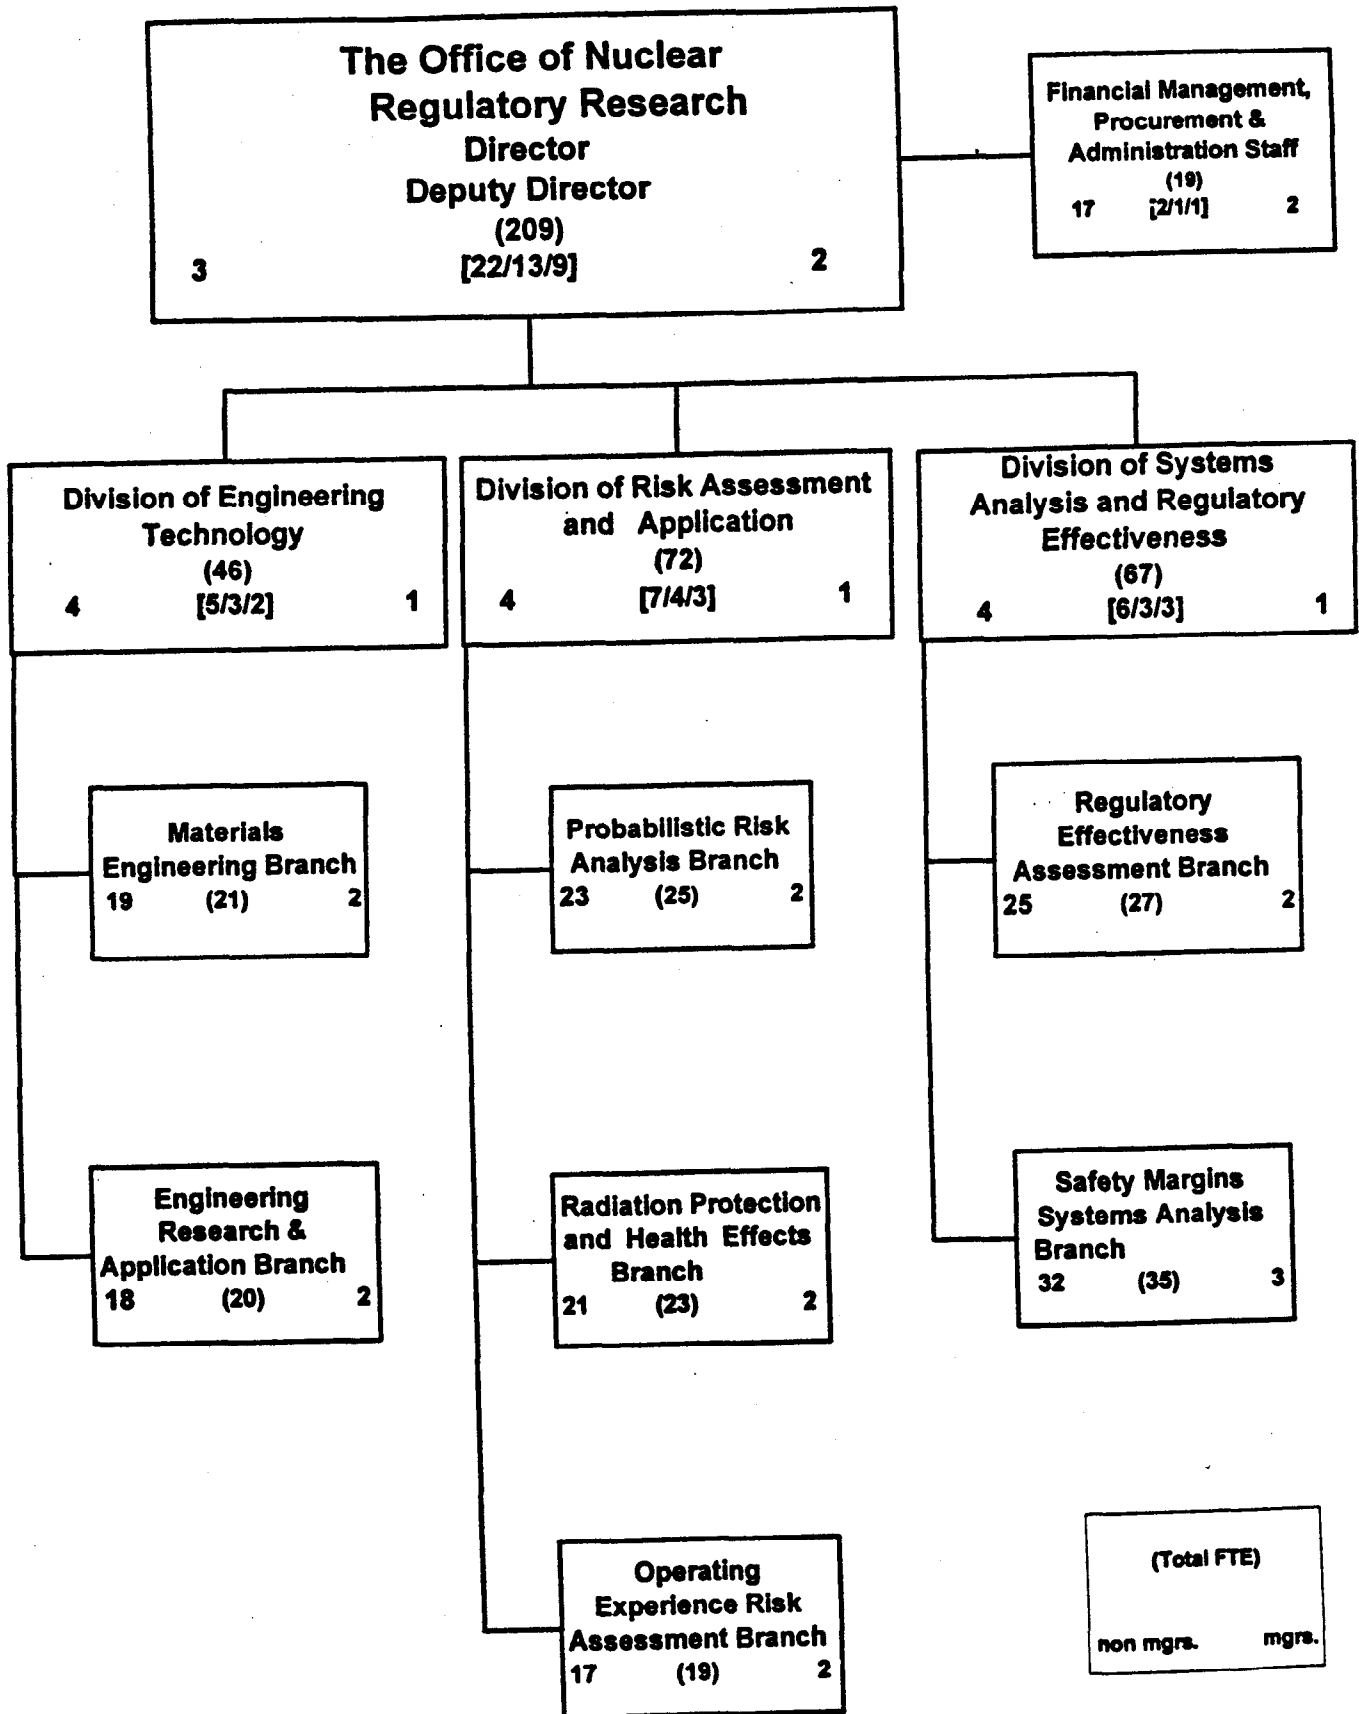 The Office of Nuclear
Regulatory Research
Director
Deputy Director
(209)
3 [22/13/9] 2
Financial Management,
Procurement &
Administration Staff
(19)
17 [2/1/1] 2
Division of Engineering
Technology
(46)
4 [5/3/2] 1
Division of Risk Assessment
and Application
(72)
4 [7/4/3] 1
Division of Systems
Analysis and Regulatory
Effectiveness
(67)
4 [6/3/3] 1
Materials
Engineering Branch
19 (21) 2
Probabilistic Risk
Analysis Branch
23 (25) 2
Regulatory
Effectiveness
Assessment Branch
25 (27) 2
Engineering
Research &
Application Branch
18 (20) 2
Radiation Protection
and Health Effects
Branch
21 (23) 2
Safety Margins
Systems Analysis
Branch
32 (35) 3
Operating
Experience Risk
Assessment Branch
17 (19) 2
(Total FTE)
non mgrs. mgrs.